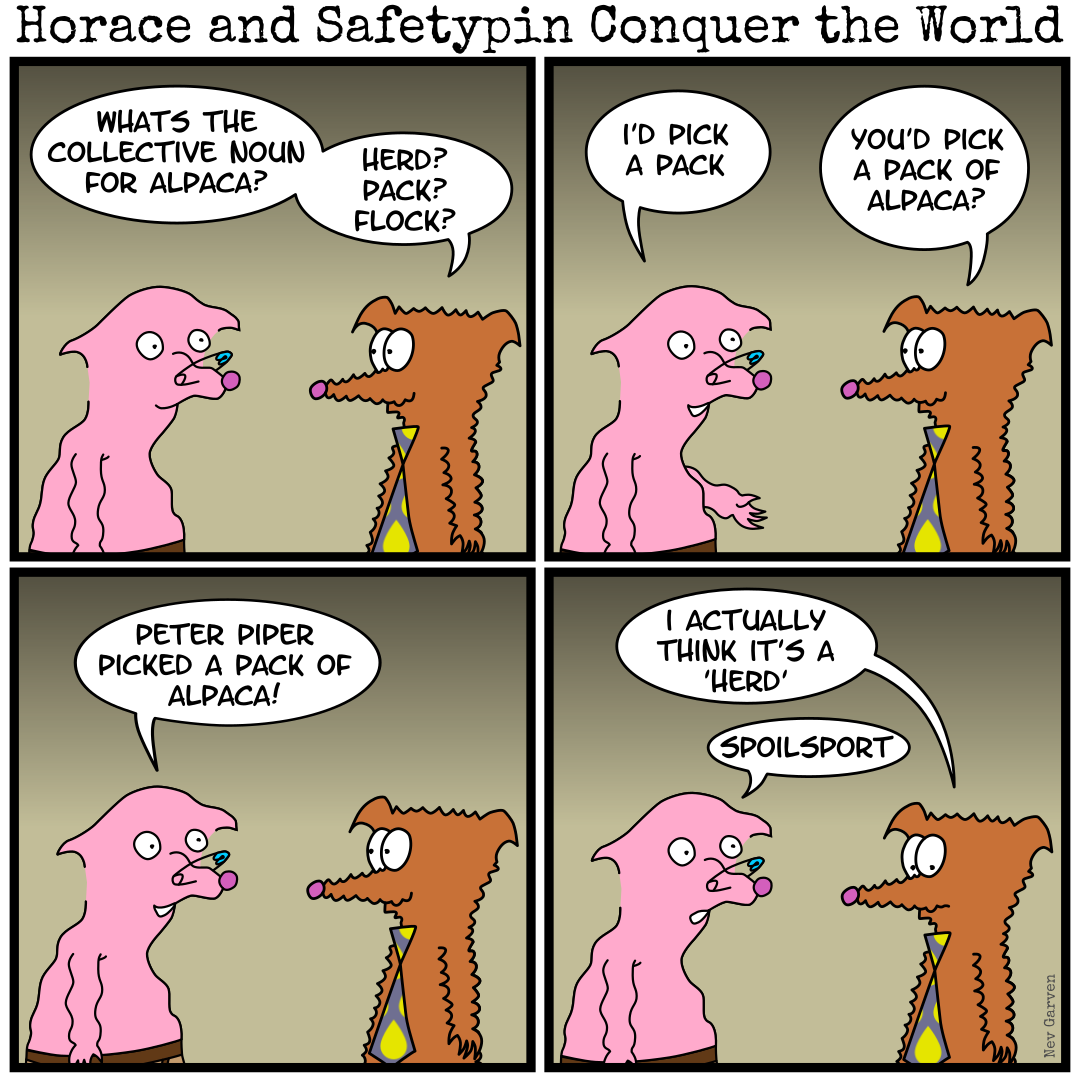 Horace and Safetypin Conquer the World
WHATS THE
COLLECTIVE NOUN
FOR ALPACA?
HERD?
PACK?
FLOCK?
I'D PICK
A PACK
YOU'D PICK
A PACK OF
ALPACA?
PETER PIPER
PICKED A PACK OF
ALPACA!
I ACTUALLY
THINK IT'S A
'HERD'
SPOILSPORT
Nev Garven